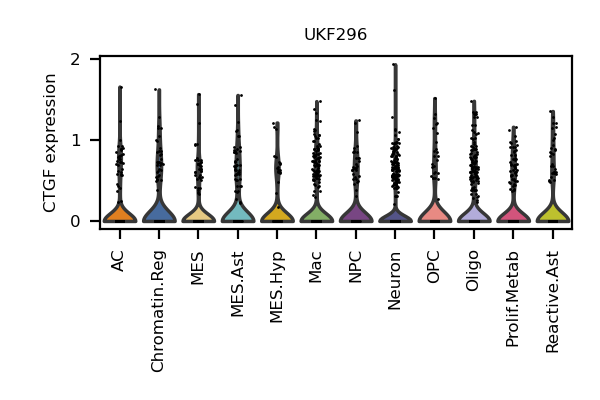 UKF296
CTGF expression
2
1
0
AC
Chromatin.Reg
MES
MES.Ast
MES.Hyp
Mac
NPC
Neuron
OPC
Oligo
Prolif.Metab
Reactive.Ast